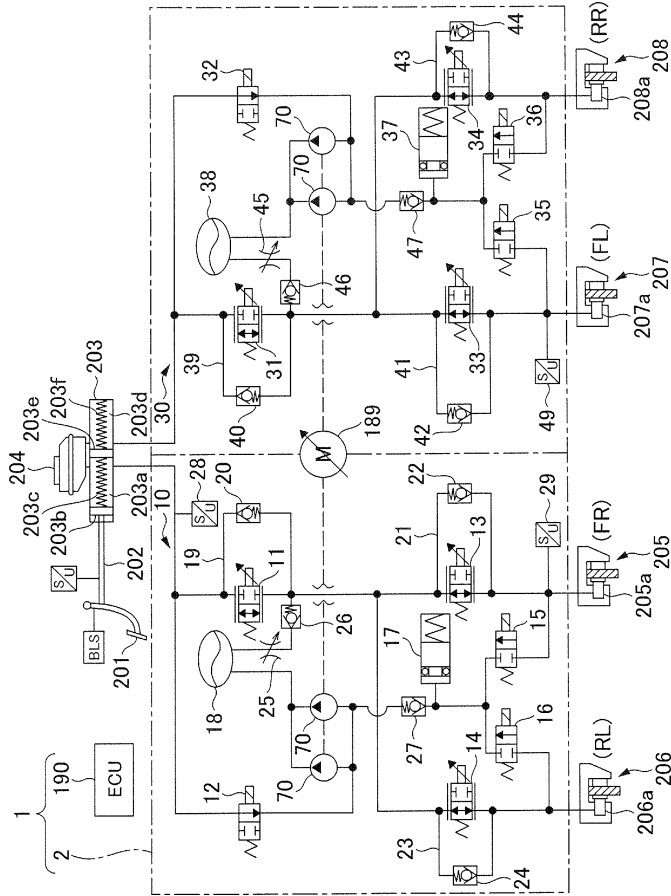 1
2
190
ECU
BLS
201
202
S
U
203b
203c
204
203a
203e
203f
203
203d
10
30
28
S
U
12
18
19
20
11
25
26
70
70
M
189
39
40
31
38
45
46
70
70
32
27
17
21
22
13
14
23
24
16
15
29
S
U
47
37
41
42
33
43
44
34
35
36
49
S
U
(RL)
206a
206
(FR)
205a
205
(FL)
207a
207
(RR)
208a
208